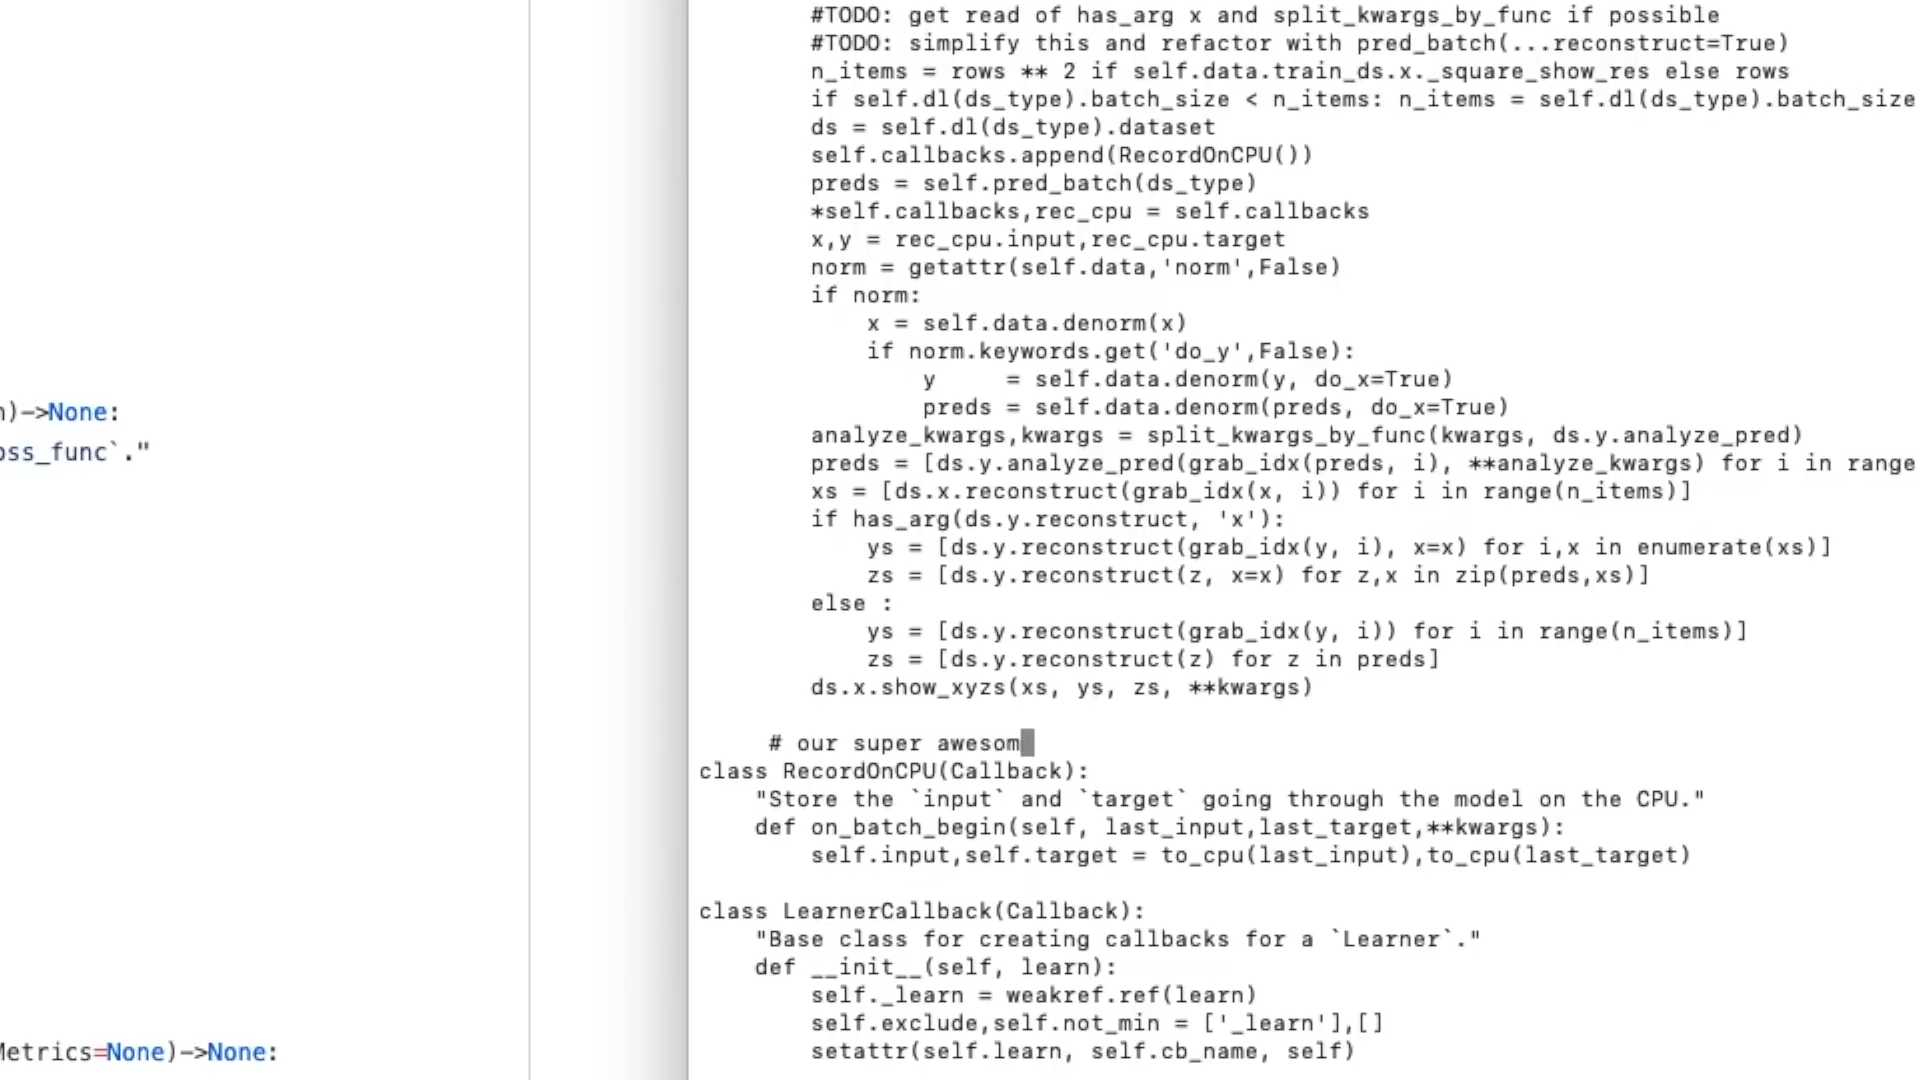 n)->None:
oss_func`."
Metrics=None)->None:
#TODO: get read of has_arg x and split_kwargs_by_func if possible
#TODO: simplify this and refactor with pred_batch(...reconstruct=True)
n_items = rows ** 2 if self.data.train_ds.x._square_show_res else rows
if self.dl(ds_type).batch_size < n_items: n_items = self.dl(ds_type).batch_size
ds = self.dl(ds_type).dataset
self.callbacks.append(RecordOnCPU())
preds = self.pred_batch(ds_type)
*self.callbacks,rec_cpu = self.callbacks
x,y = rec_cpu.input,rec_cpu.target
norm = getattr(self.data,'norm',False)
if norm:
x = self.data.denorm(x)
if norm.keywords.get('do_y',False):
y     = self.data.denorm(y, do_x=True)
preds = self.data.denorm(preds, do_x=True)
analyze_kwargs,kwargs = split_kwargs_by_func(kwargs, ds.y.analyze_pred)
preds = [ds.y.analyze_pred(grab_idx(preds, i), **analyze_kwargs) for i in range
xs = [ds.x.reconstruct(grab_idx(x, i)) for i in range(n_items)]
if has_arg(ds.y.reconstruct, 'x'):
ys = [ds.y.reconstruct(grab_idx(y, i), x=x) for i,x in enumerate(xs)]
zs = [ds.y.reconstruct(z, x=x) for z,x in zip(preds,xs)]
else :
ys = [ds.y.reconstruct(grab_idx(y, i)) for i in range(n_items)]
zs = [ds.y.reconstruct(z) for z in preds]
ds.x.show_xyzs(xs, ys, zs, **kwargs)
# our super awesom
class RecordOnCPU(Callback):
"Store the `input` and `target` going through the model on the CPU."
def on_batch_begin(self, last_input,last_target,**kwargs):
self.input,self.target = to_cpu(last_input),to_cpu(last_target)
class LearnerCallback(Callback):
"Base class for creating callbacks for a `Learner`."
def __init__(self, learn):
self._learn = weakref.ref(learn)
self.exclude,self.not_min = ['_learn'],[]
setattr(self.learn, self.cb_name, self)